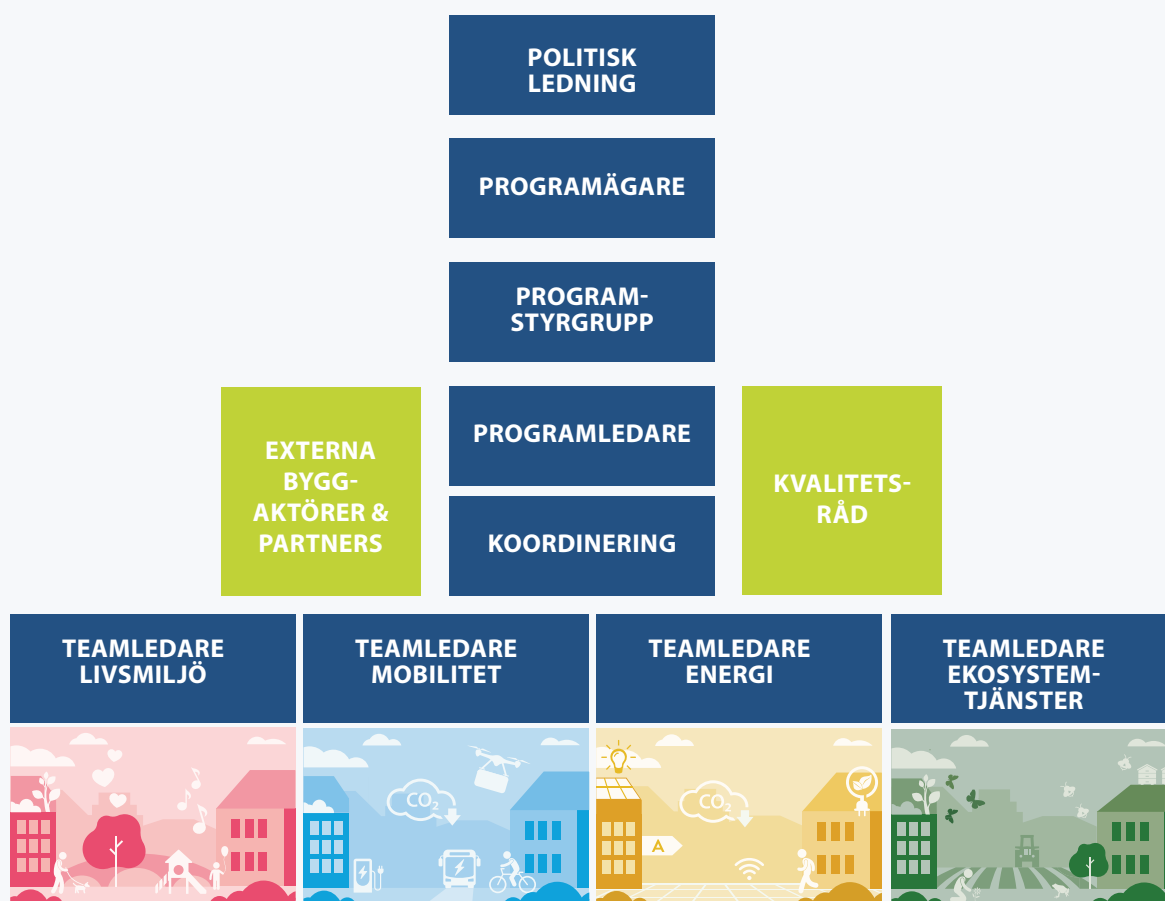 POLITISK
LEDNING
PROGRAMÄGARE
PROGRAM-
STYRGRUPP
EXTERNA
BYGG-
AKTÖRER &
PARTNERS
PROGRAMLEDARE
KOORDINERING
KVALITETS-
RÅD
TEAMLEDARE
LIVSMILJÖ
TEAMLEDARE
MOBILITET
TEAMLEDARE
ENERGI
TEAMLEDARE
EKOSYSTEM-
TJÄNSTER
CO₂
CO₂
A